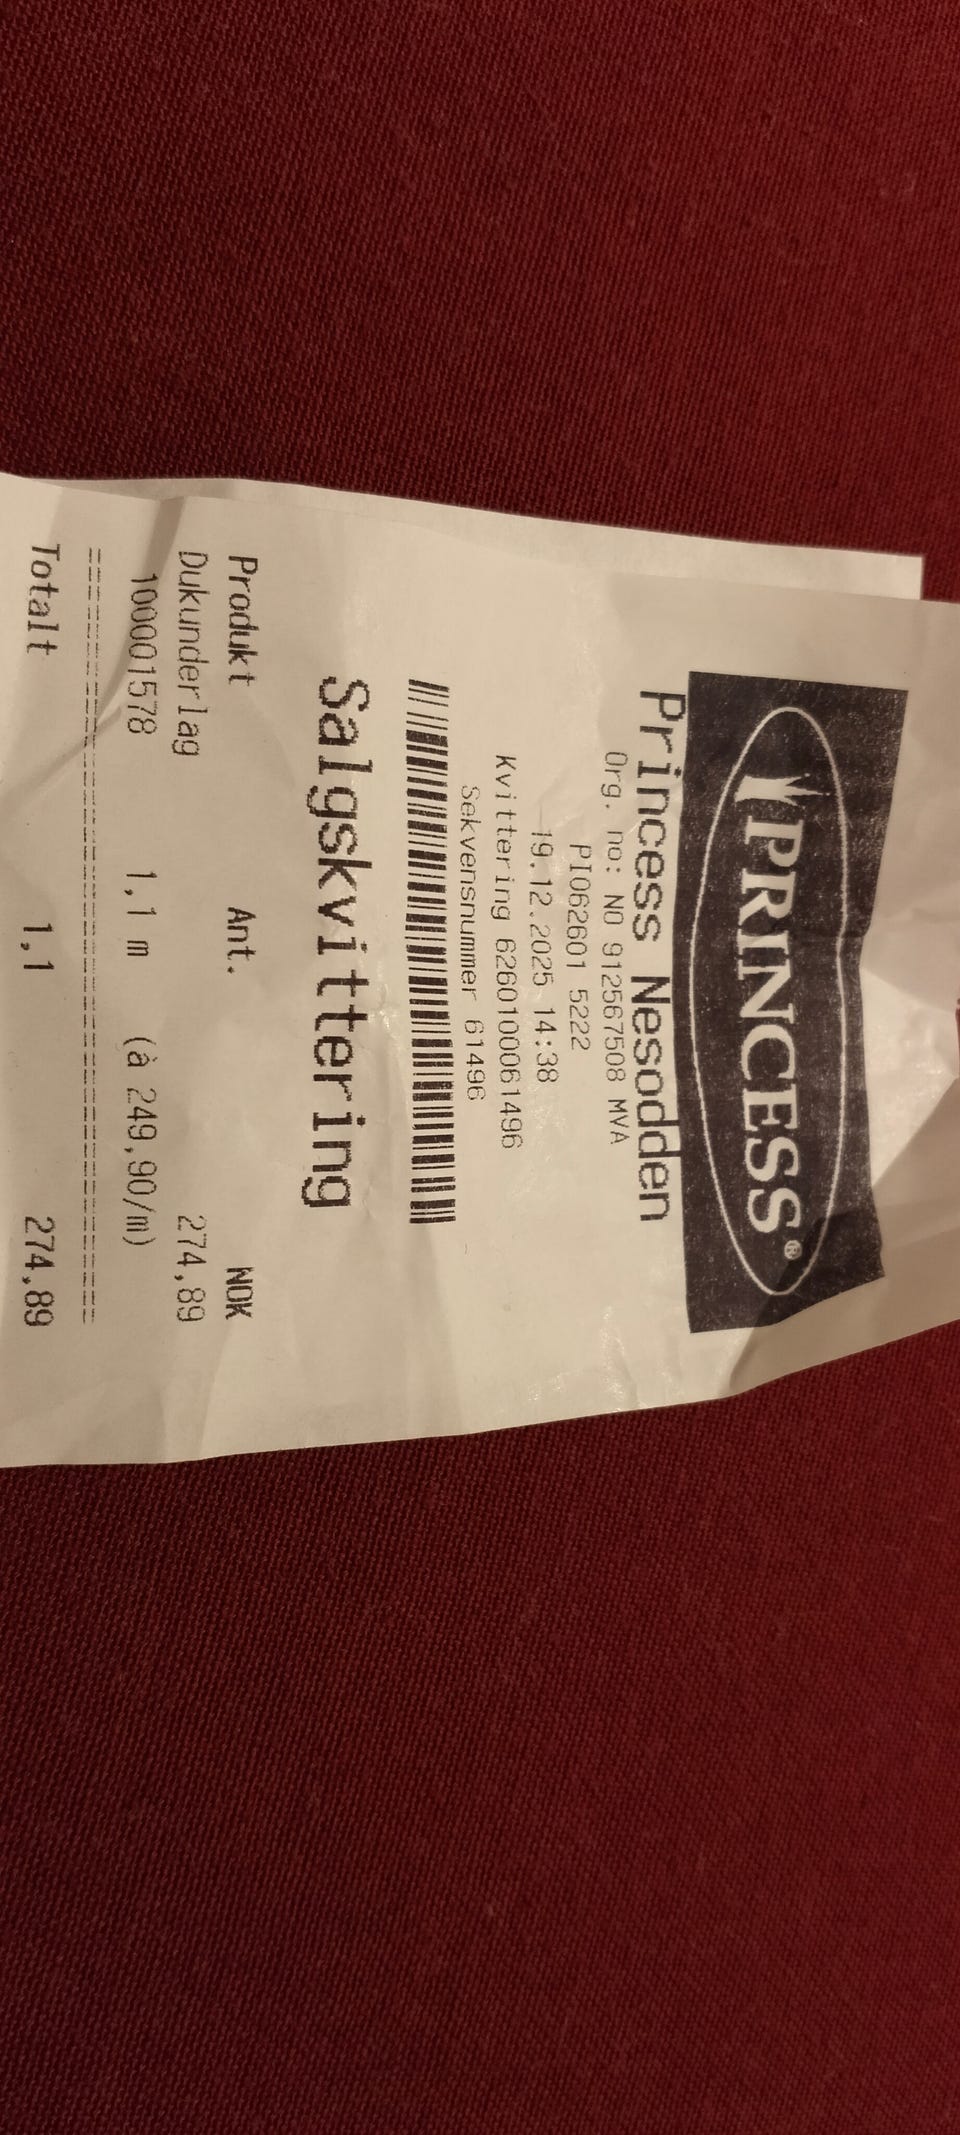 PRINCESS®
Princess Nesodden
Org. no: NO 912567508 MVA
PI062601 5222
19.12.2025 14:38
Kvittering 6260100061496
Sekvensnummer 61496
Salgskvittering
Produkt Ant. NOK
Dukunderlag 274,89
100001578 1,1 m (à 249,90/m)
Totalt 1,1 274,89